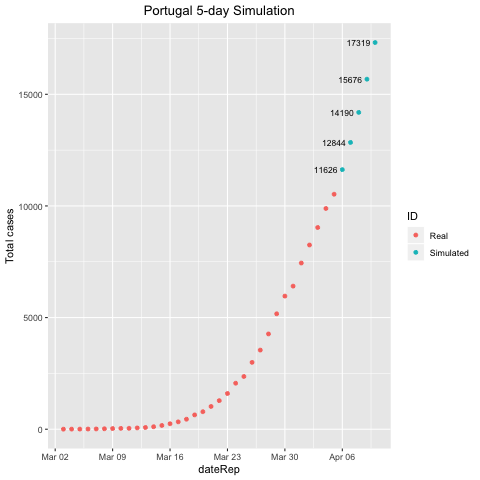 Portugal 5-day Simulation
Total cases
15000
10000
5000
0
17319
15676
14190
12844
11626
Mar 02 Mar 09 Mar 16 Mar 23 Mar 30 Apr 06
dateRep
ID
Real
Simulated